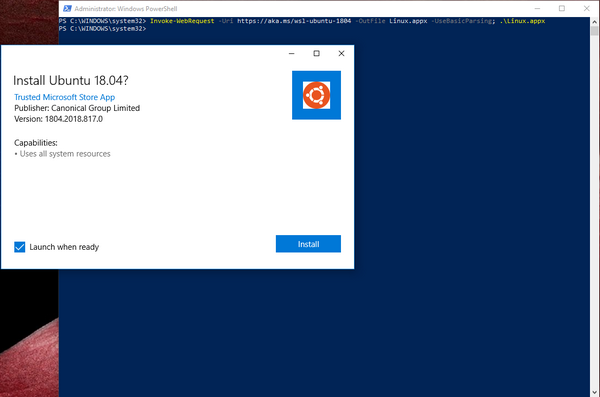 Administrator: Windows PowerShell
PS C:\WINDOWS\system32> Invoke-WebRequest -Uri https://aka.ms/wsl-ubuntu-1804 -OutFile Linux.appx -UseBasicParsing; .\Linux.appx
PS C:\WINDOWS\system32>
Install Ubuntu 18.04?
Trusted Microsoft Store App
Publisher: Canonical Group Limited
Version: 1804.2018.817.0
Capabilities:
• Uses all system resources
Launch when ready
Install